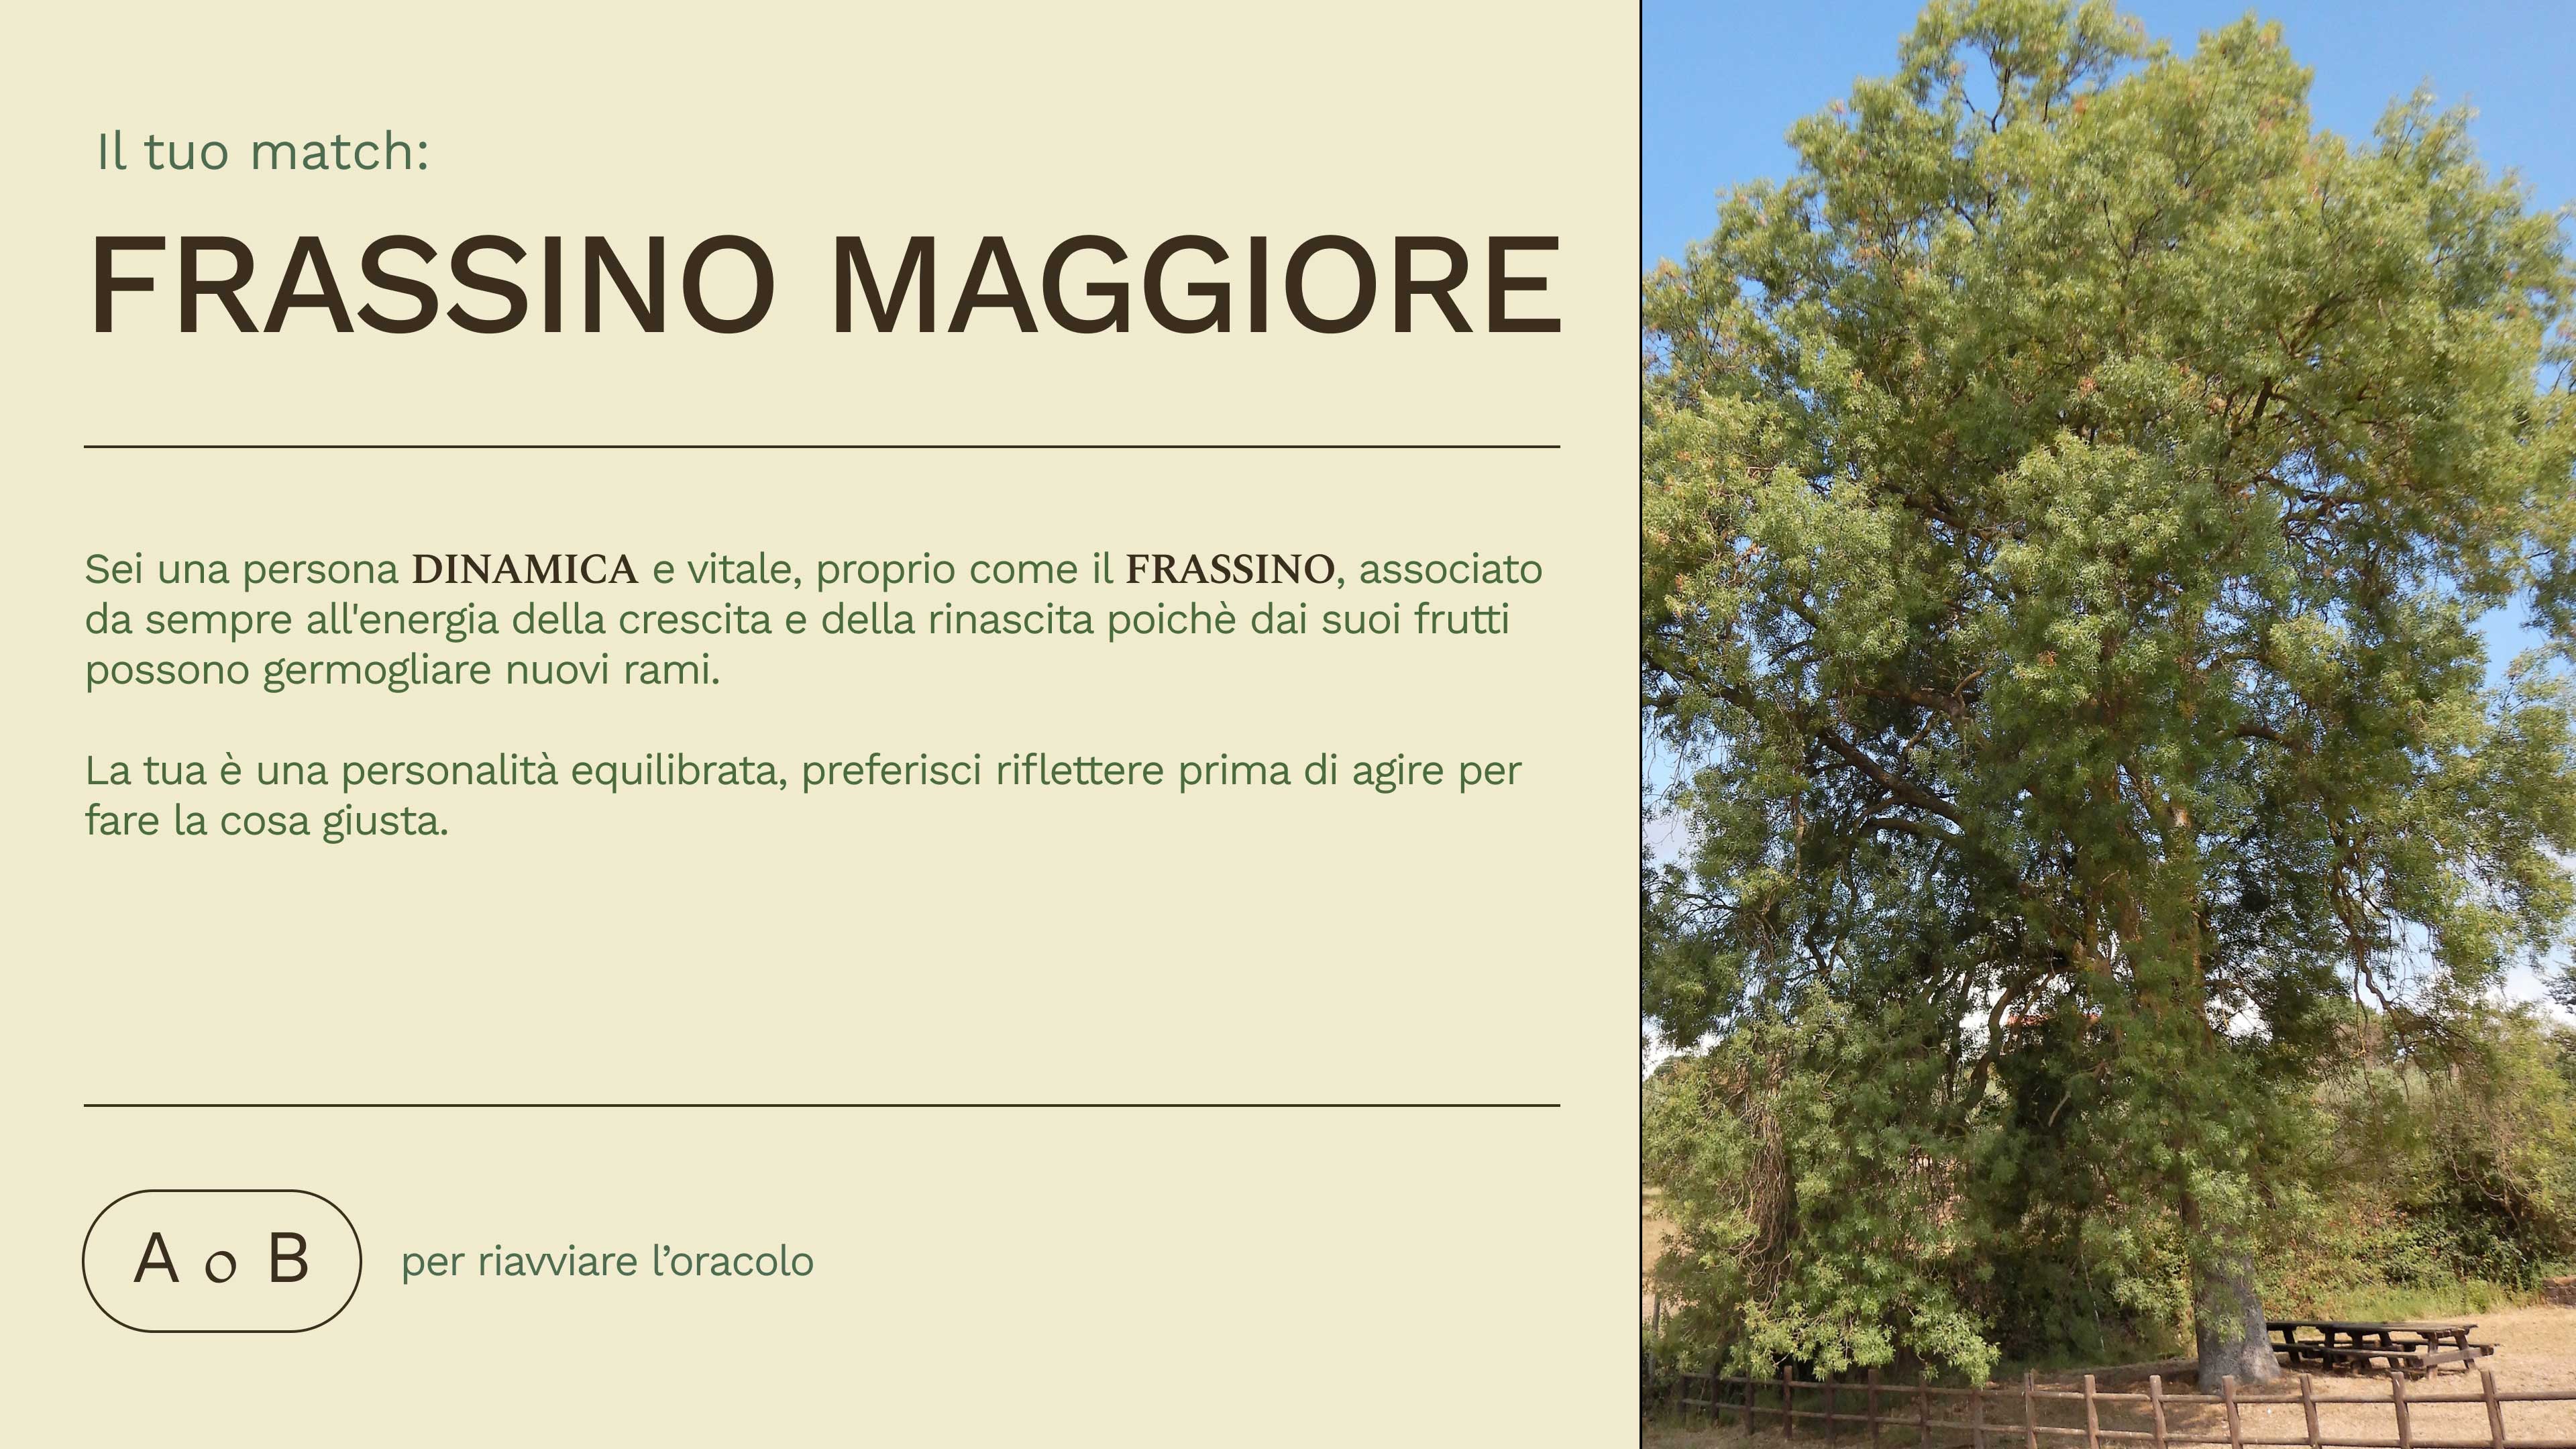 Il tuo match:
FRASSINO MAGGIORE
Sei una persona DINAMICA e vitale, proprio come il FRASSINO, associato
da sempre all'energia della crescita e della rinascita poichè dai suoi frutti
possono germogliare nuovi rami.
La tua è una personalità equilibrata, preferisci riflettere prima di agire per
fare la cosa giusta.
A o B per riavviare l’oracolo